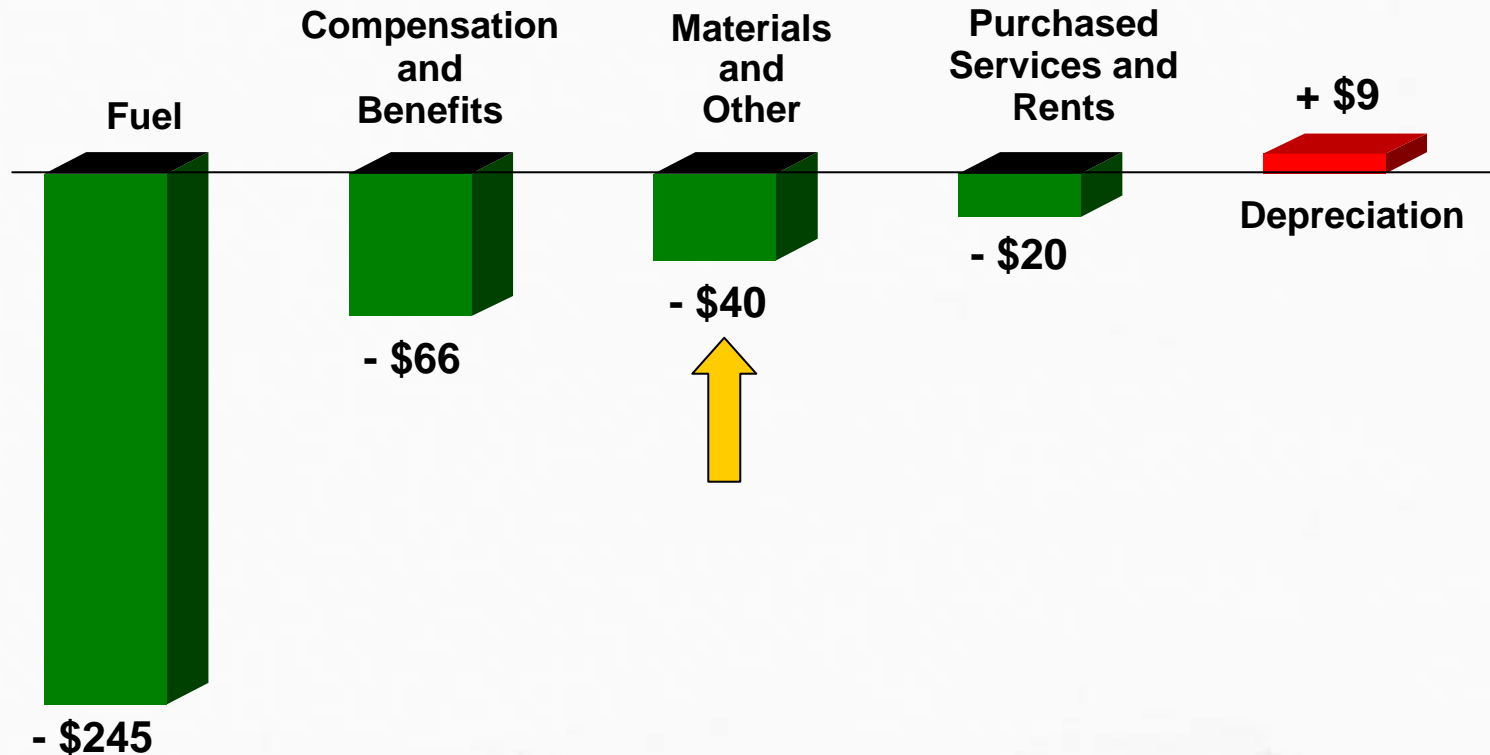 Fuel
- $245
Compensation
and
Benefits
- $66
Materials
and
Other
- $40
Purchased
Services and
Rents
- $20
+ $9
Depreciation